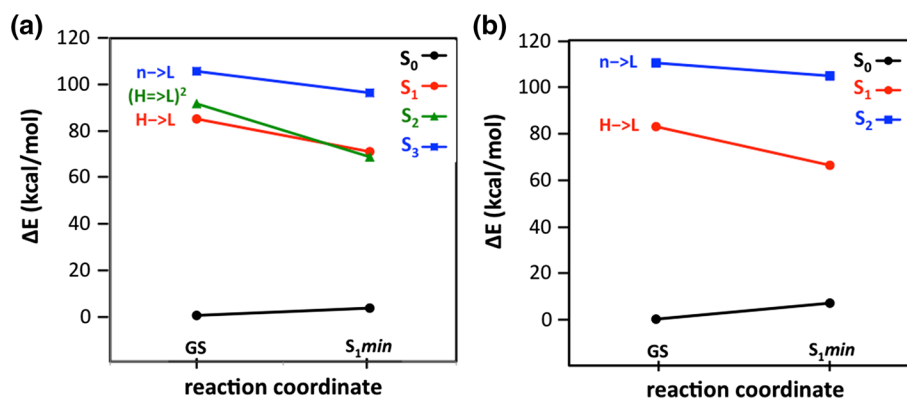 (a)
ΔE (kcal/mol)
120
100
80
60
40
20
0
n->L
(H=>L)²
H->L
S₀
S₁
S₂
S₃
GS
S₁min
reaction coordinate
(b)
ΔE (kcal/mol)
120
100
80
60
40
20
0
n->L
H->L
S₀
S₁
S₂
GS
S₁min
reaction coordinate